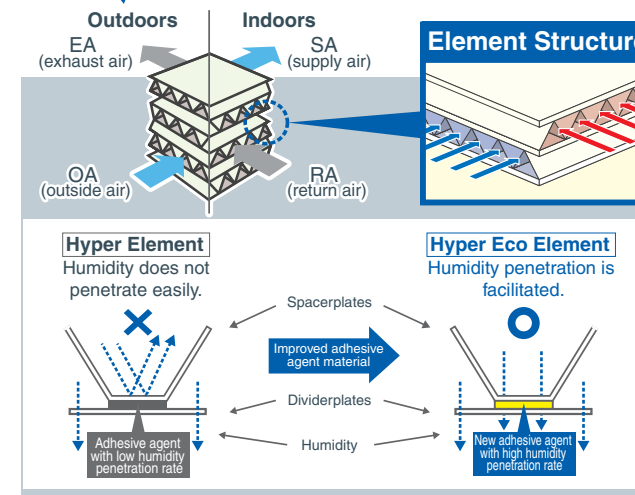 Outdoors
Indoors
EA
(exhaust air)
SA
(supply air)
OA
(outside air)
RA
(return air)
Element Structure
Hyper Element
Humidity does not
penetrate easily.
Hyper Eco Element
Humidity penetration is
facilitated.
Spacerplates
Improved adhesive
agent material
Dividerplates
Humidity
Adhesive agent
with low humidity
penetration rate
New adhesive agent
with high humidity
penetration rate